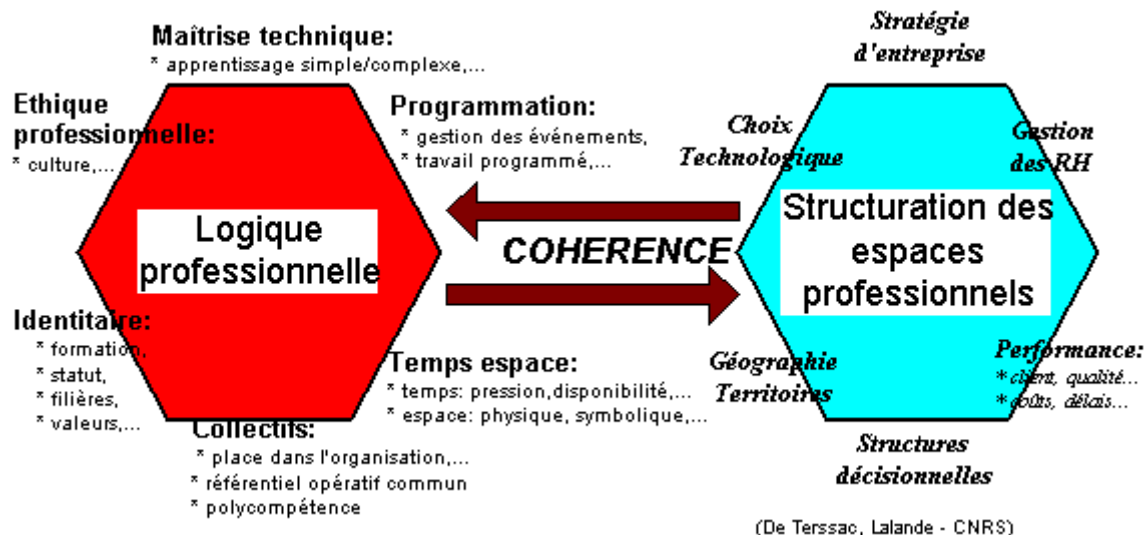 Maîtrise technique:
* apprentissage simple/complexe,...
Ethique
professionnelle:
* culture,...
Programmation:
* gestion des événements,
* travail programmé,...
Logique
professionnelle
Identitaire:
* formation,
* statut,
* filières,
* valeurs,...
Temps espace:
* temps: pression,disponibilité,...
* espace: physique, symbolique,...
Collectifs:
* place dans l'organisation,...
* référentiel opératif commun
* polycompétence
COHERENCE
Stratégie
d'entreprise
Choix
Technologique
Gestion
des RH
Structuration des
espaces
professionnels
Géographie
Territoires
Performance:
* client, qualité...
* coûts, délais...
Structures
décisionnelles
(De Terssac, Lalande - CNRS)